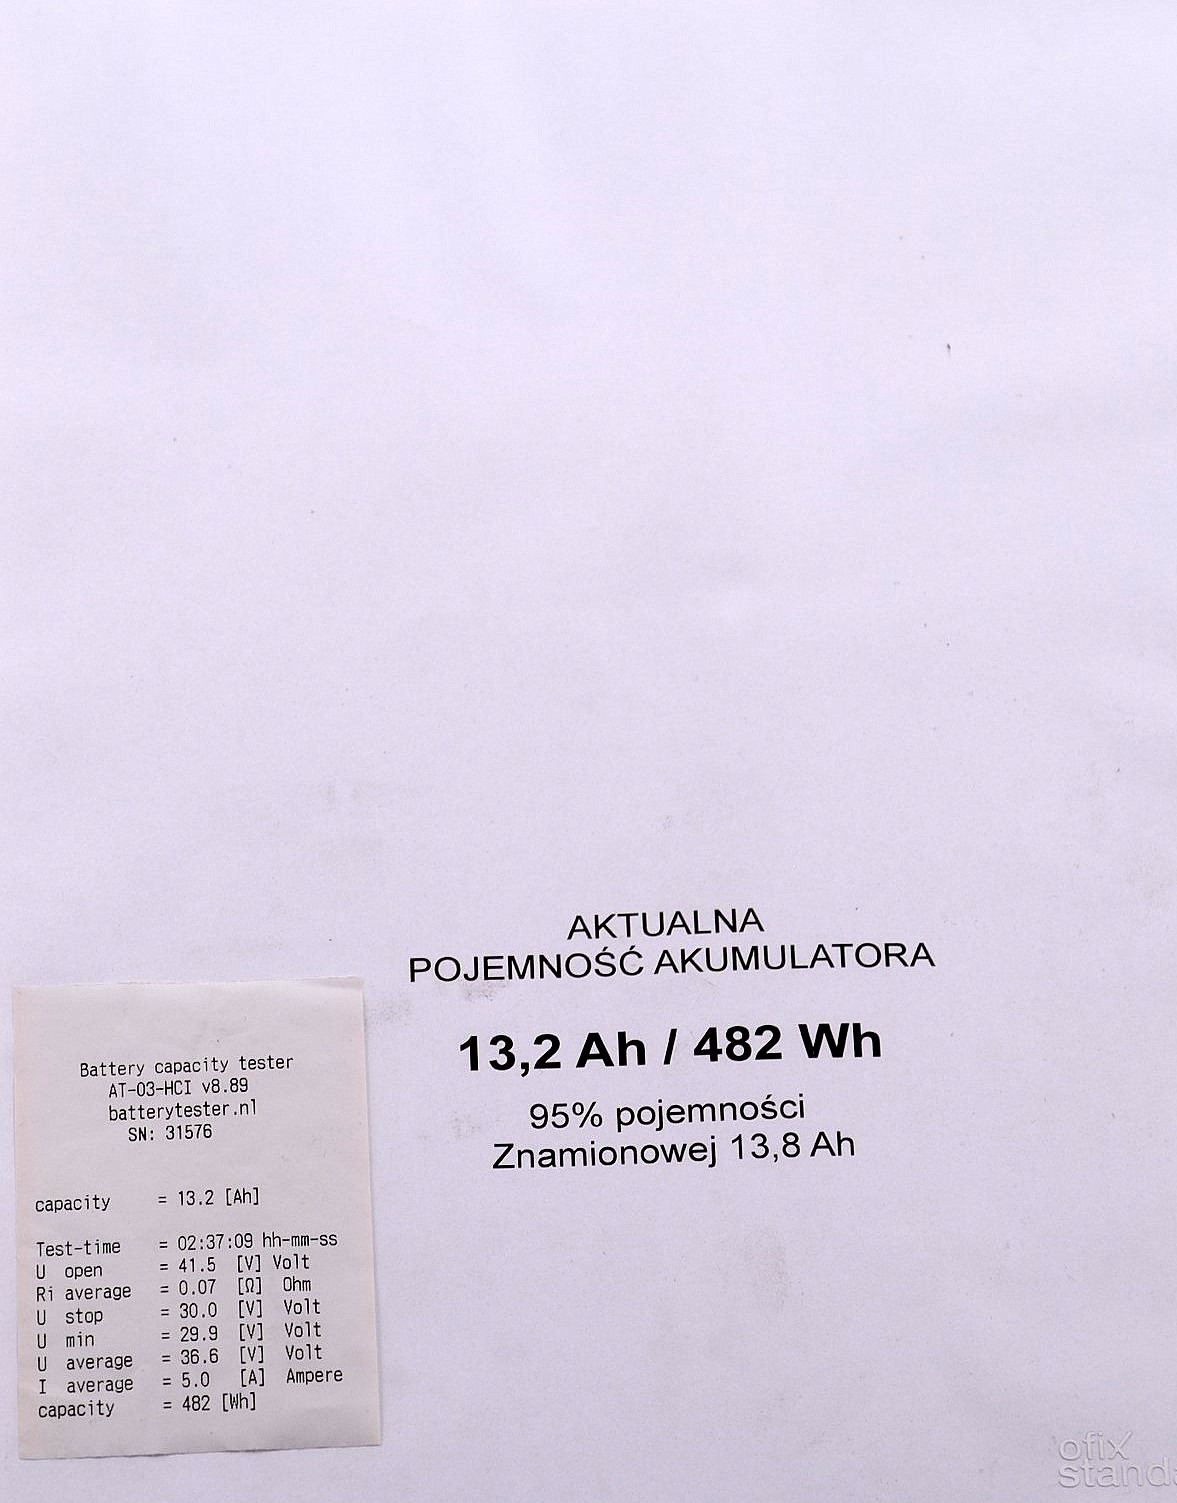 AKTUALNA
POJEMNOŚĆ AKUMULATORA
13,2 Ah / 482 Wh
95% pojemności
Znamionowej 13,8 Ah
Battery capacity tester
AT-03-HCI v8.89
batterytester.nl
SN: 31576
capacity = 13.2 [Ah]
Test-time = 02:37:09 hh-mm-ss
U open = 41.5 [V] Volt
Ri average = 0.07 [Ω] Ohm
U stop = 30.0 [V] Volt
U min = 29.9 [V] Volt
U average = 36.6 [V] Volt
I average = 5.0 [A] Ampere
capacity = 482 [Wh]
ofix
standa